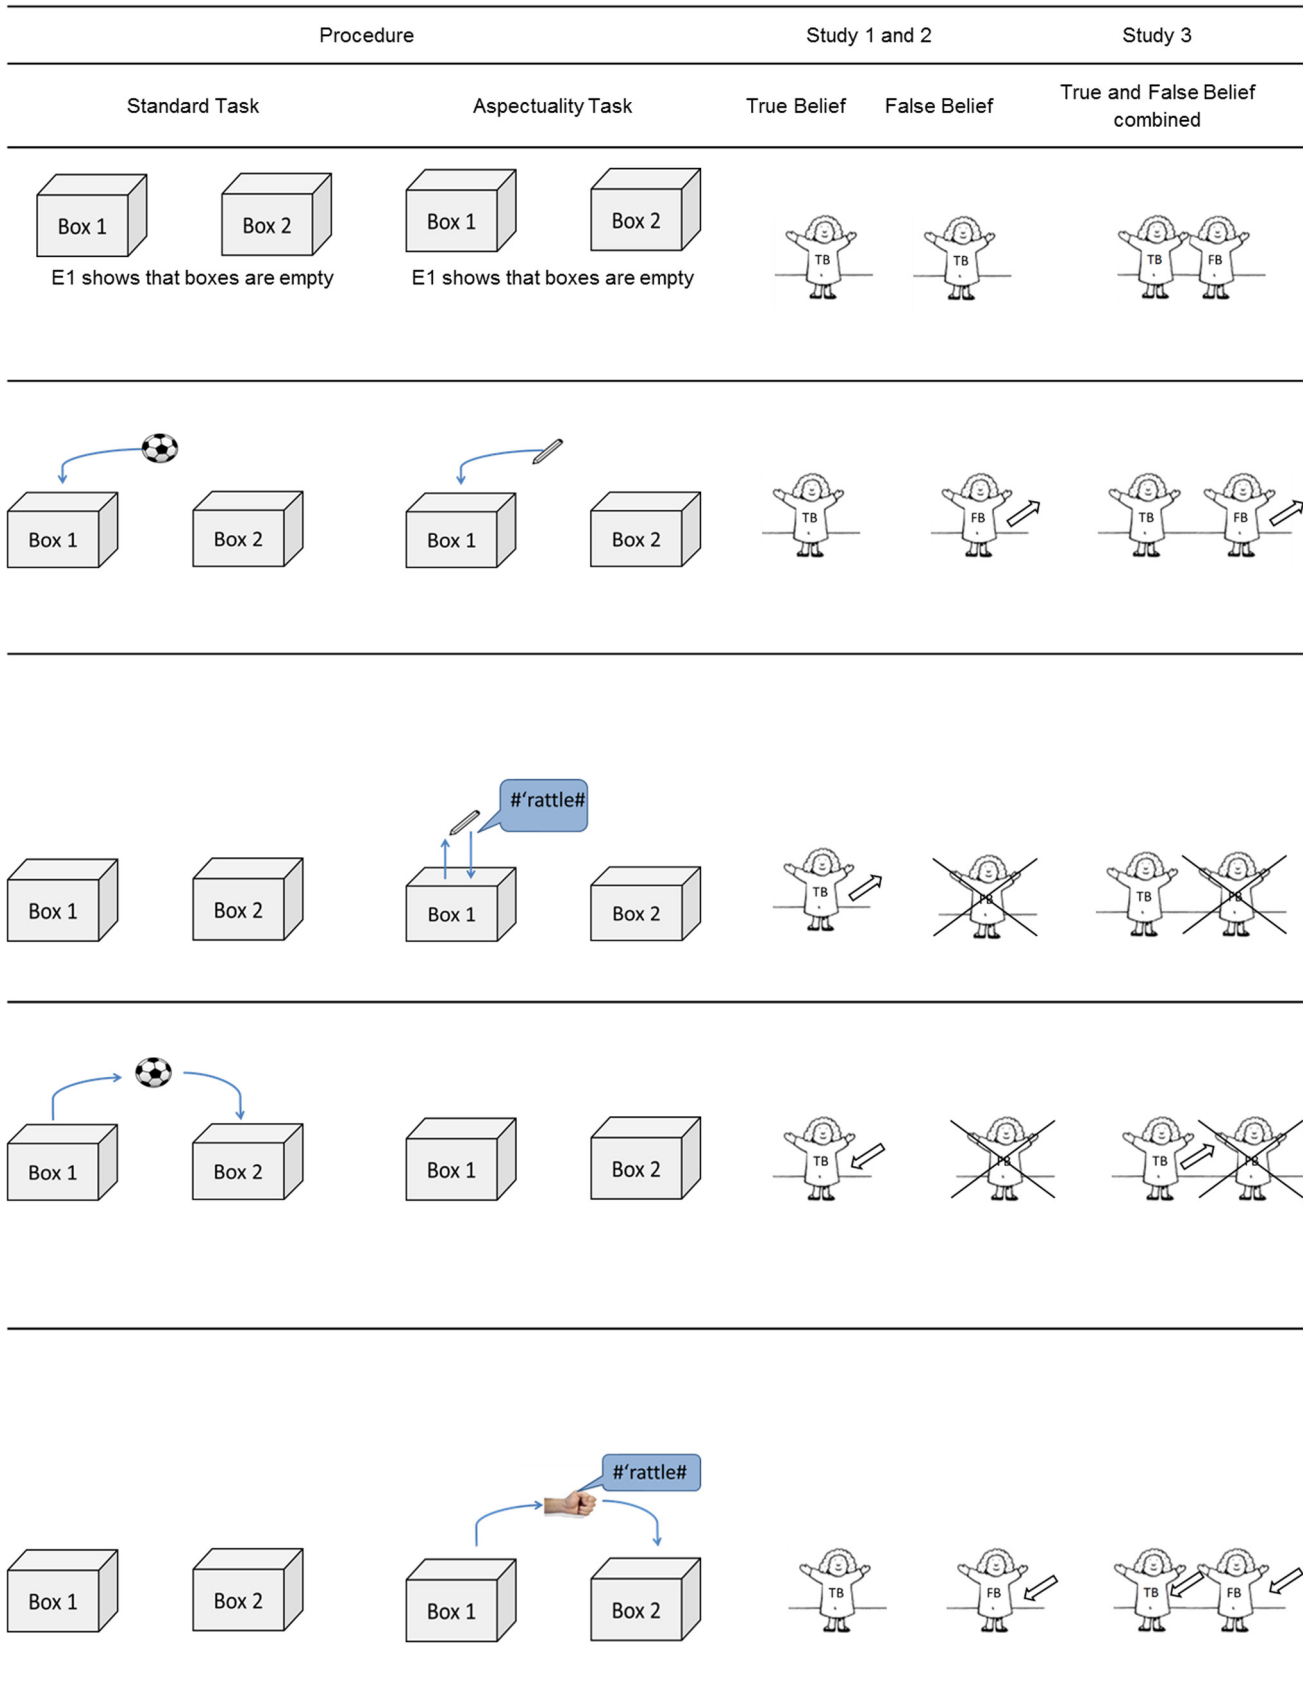 Procedure Study 1 and 2 Study 3
Standard Task Aspectuality Task True Belief False Belief True and False Belief
combined
Box 1 Box 2 Box 1 Box 2
TB TB TB FB
E1 shows that boxes are empty E1 shows that boxes are empty
Box 1 Box 2 Box 1 Box 2 TB FB TB FB
#'rattle#
Box 1 Box 2 Box 1 Box 2 TB FB TB FB
Box 1 Box 2 Box 1 Box 2 TB FB TB FB
#'rattle#
Box 1 Box 2 Box 1 Box 2 TB FB TB FB